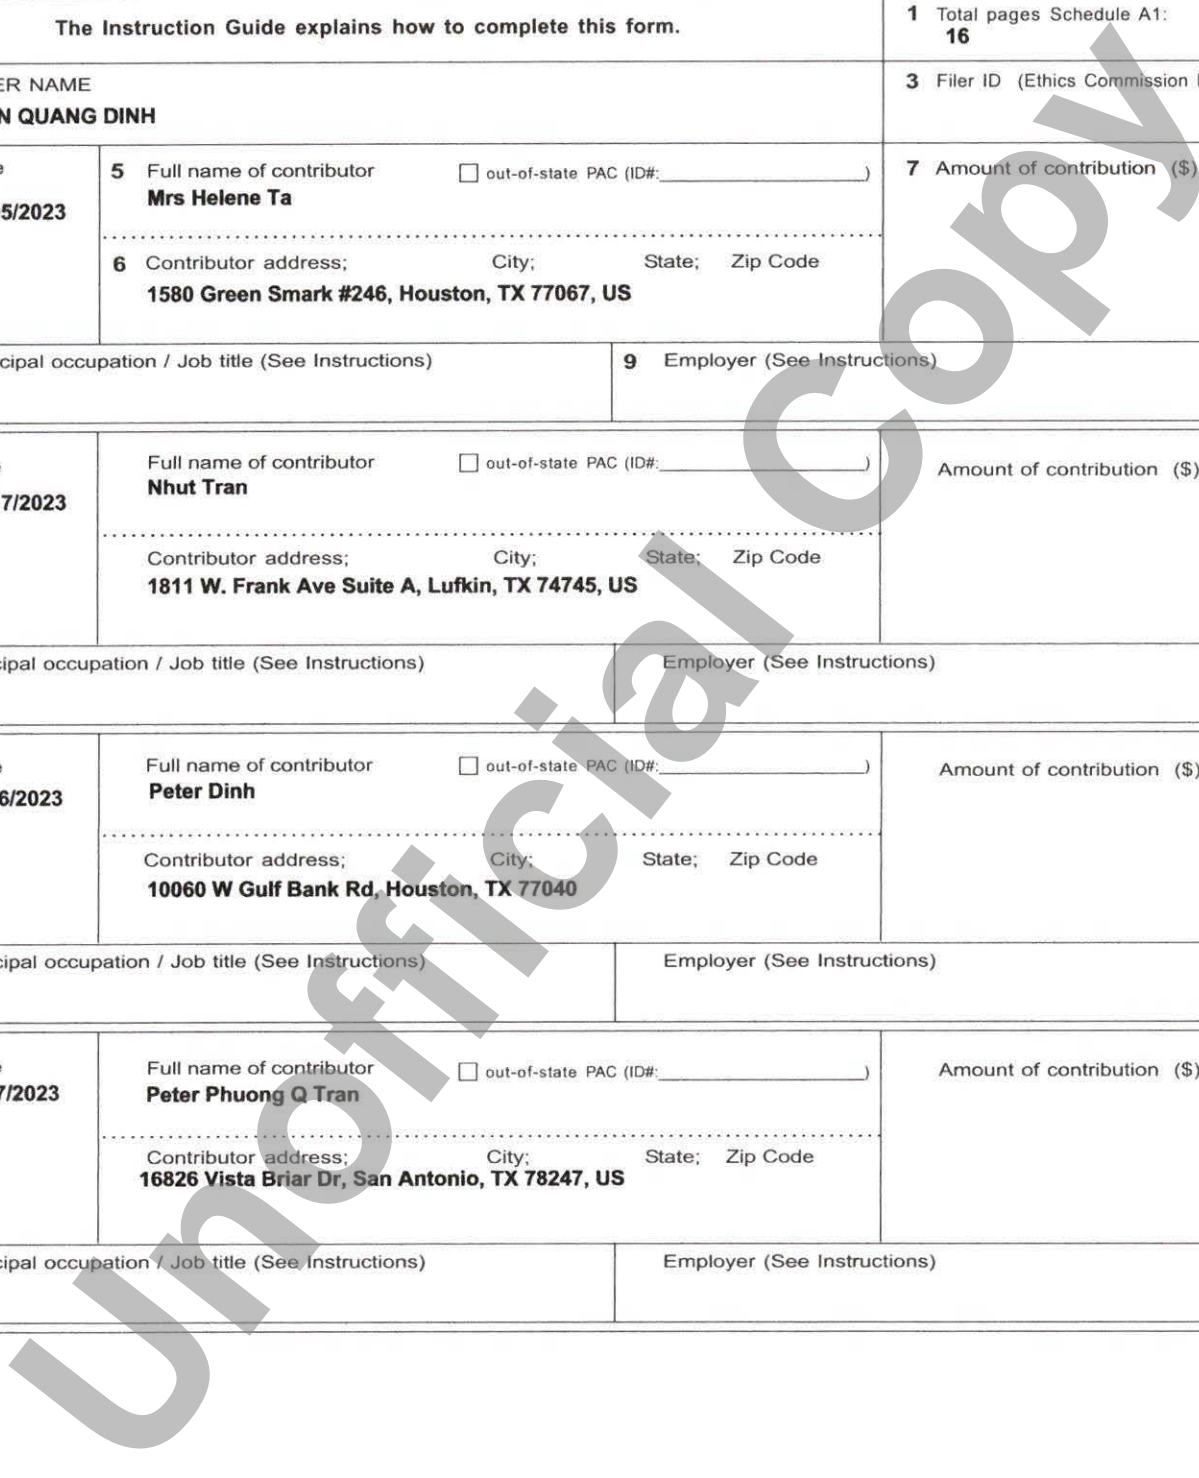 The Instruction Guide explains how to complete this form.
1 Total pages Schedule A1:
16
ER NAME
N QUANG DINH
3 Filer ID (Ethics Commission
5 Full name of contributor out-of-state PAC (ID#:____________________)
Mrs Helene Ta
5/2023
7 Amount of contribution ($)
6 Contributor address; City; State; Zip Code
1580 Green Smark #246, Houston, TX 77067, US
cipal occupation / Job title (See Instructions)
9 Employer (See Instructions)
Full name of contributor out-of-state PAC (ID#:____________________)
Nhut Tran
7/2023
Amount of contribution ($)
Contributor address; City; State; Zip Code
1811 W. Frank Ave Suite A, Lufkin, TX 74745, US
cipal occupation / Job title (See Instructions)
Employer (See Instructions)
Full name of contributor out-of-state PAC (ID#:____________________)
Peter Dinh
6/2023
Amount of contribution ($)
Contributor address; City; State; Zip Code
10060 W Gulf Bank Rd, Houston, TX 77040
cipal occupation / Job title (See Instructions)
Employer (See Instructions)
Full name of contributor out-of-state PAC (ID#:____________________)
Peter Phuong Q Tran
7/2023
Amount of contribution ($)
Contributor address; City; State; Zip Code
16826 Vista Briar Dr, San Antonio, TX 78247, US
cipal occupation / Job title (See Instructions)
Employer (See Instructions)
Unofficial Copy